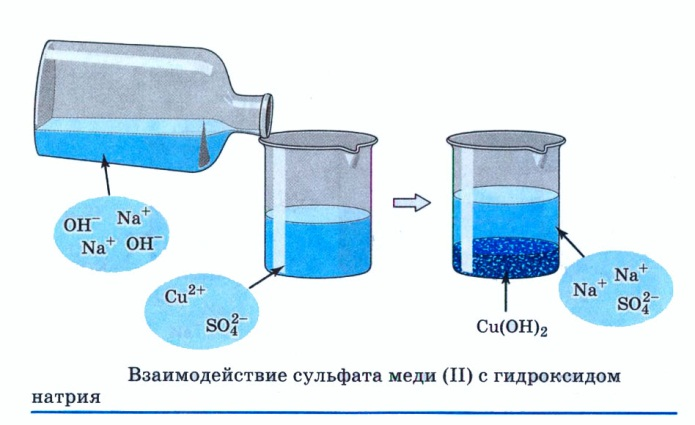 OH⁻ Na⁺
Na⁺ OH⁻
Cu²⁺
SO₄²⁻
Na⁺ Na⁺
SO₄²⁻
Cu(OH)₂
Взаимодействие сульфата меди (II) с гидроксидом
натрия